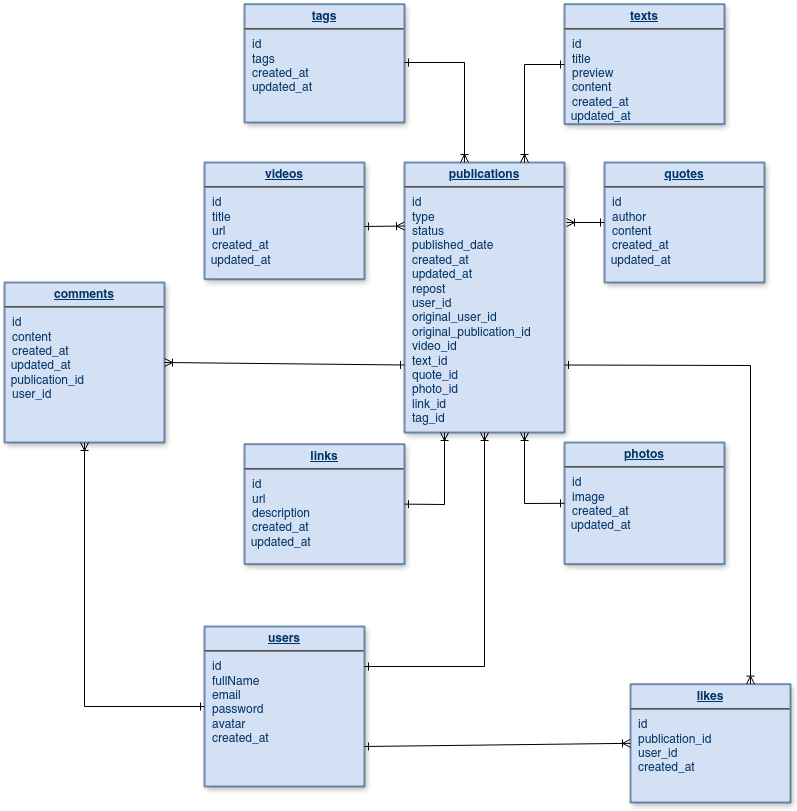 tags
id
tags
created_at
updated_at
texts
id
title
preview
content
created_at
updated_at
videos
id
title
url
created_at
updated_at
publications
id
type
status
published_date
created_at
updated_at
repost
user_id
original_user_id
original_publication_id
video_id
text_id
quote_id
photo_id
link_id
tag_id
quotes
id
author
content
created_at
updated_at
comments
id
content
created_at
updated_at
publication_id
user_id
links
id
url
description
created_at
updated_at
photos
id
image
created_at
updated_at
users
id
fullName
email
password
avatar
created_at
likes
id
publication_id
user_id
created_at